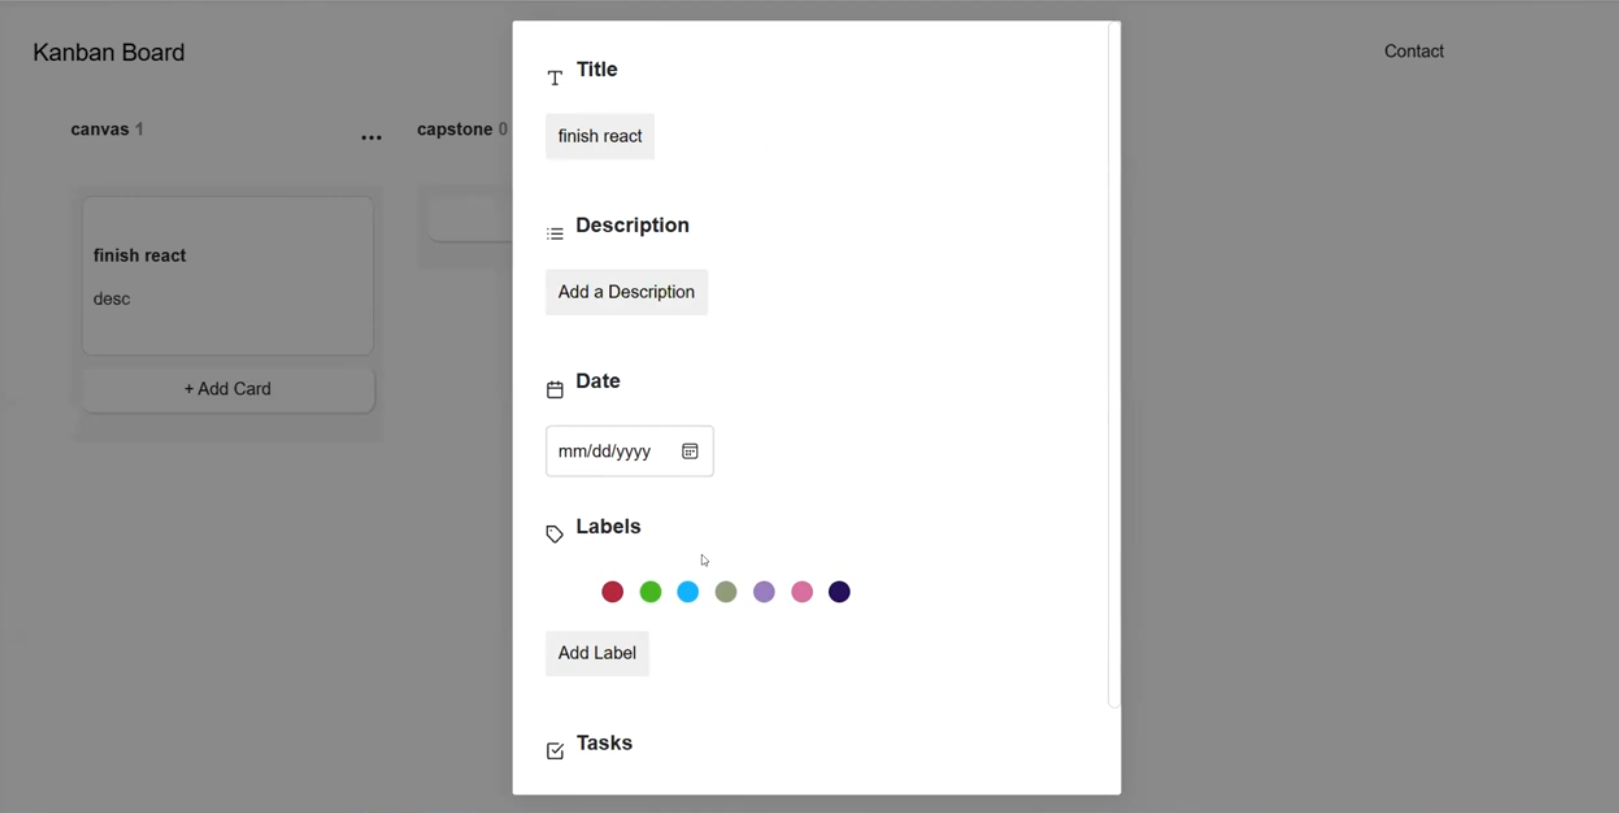 Kanban Board
Contact
canvas 1
...
capstone 0
finish react
desc
+ Add Card
Title
finish react
Description
Add a Description
Date
mm/dd/yyyy
Labels
Add Label
Tasks